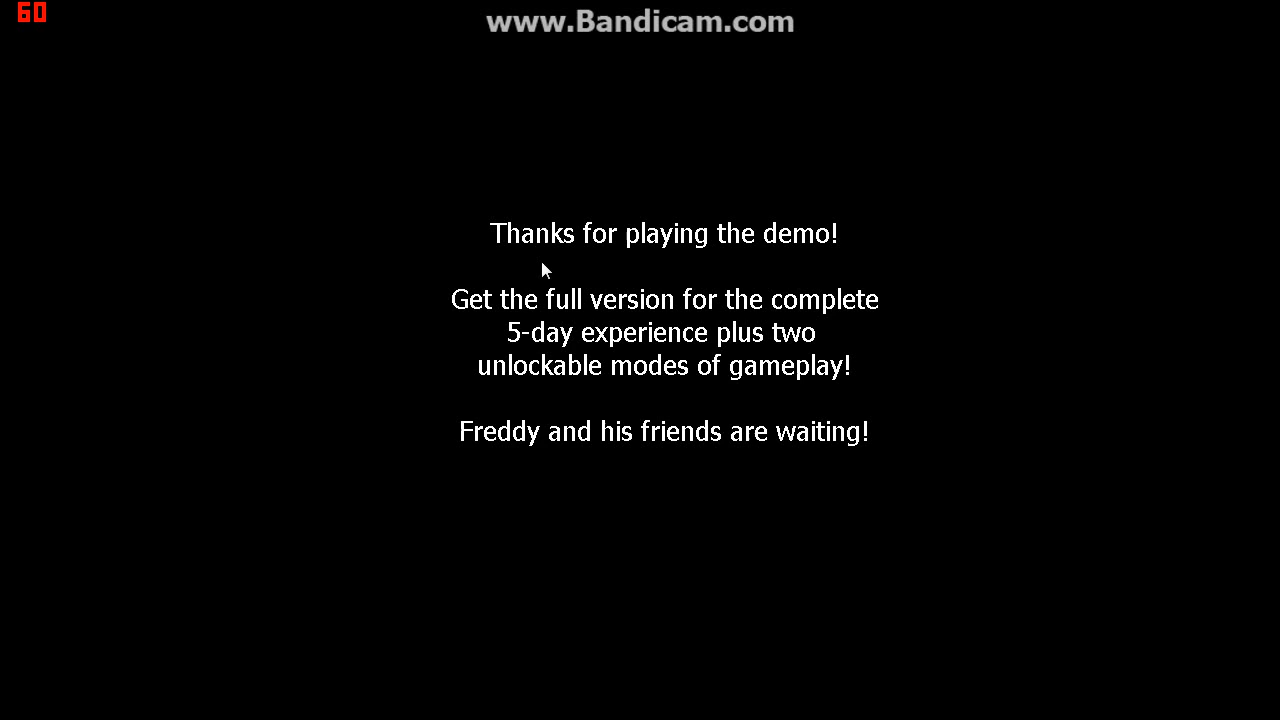 60
www.Bandicam.com
Thanks for playing the demo!
Get the full version for the complete
5-day experience plus two
unlockable modes of gameplay!
Freddy and his friends are waiting!